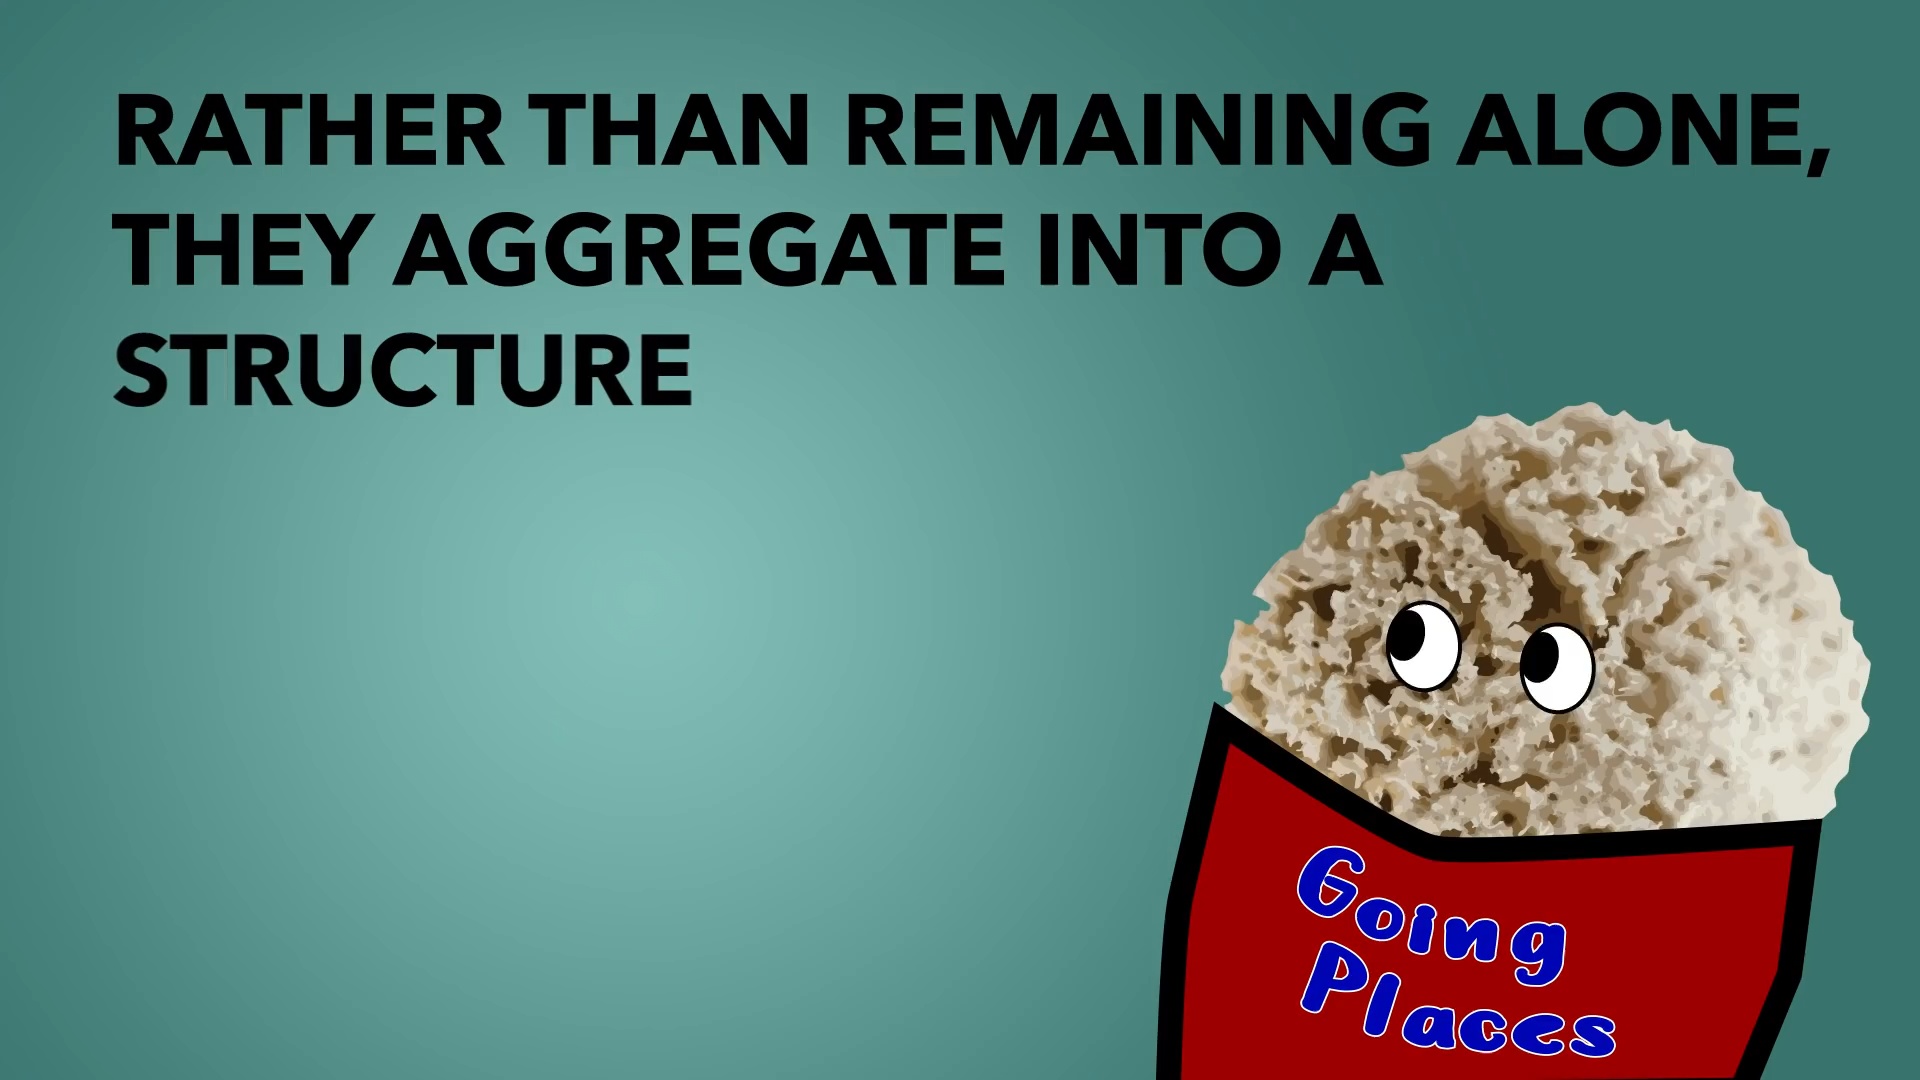 RATHER THAN REMAINING ALONE,
THEY AGGREGATE INTO A
STRUCTURE
Going
Places